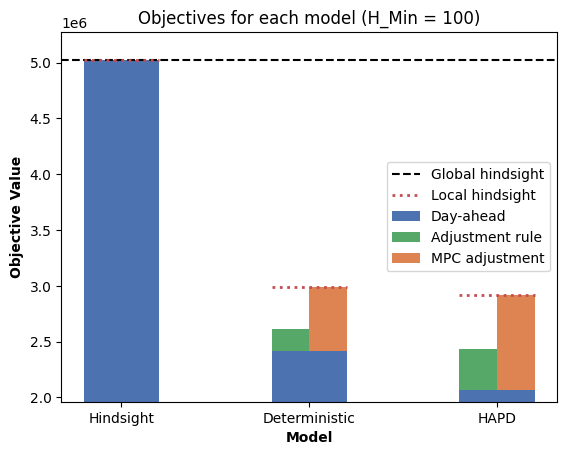 Objectives for each model (H_Min = 100)
1e6
5.0
4.5
4.0
3.5
3.0
2.5
2.0
Objective Value
Global hindsight
Local hindsight
Day-ahead
Adjustment rule
MPC adjustment
Hindsight
Deterministic
HAPD
Model